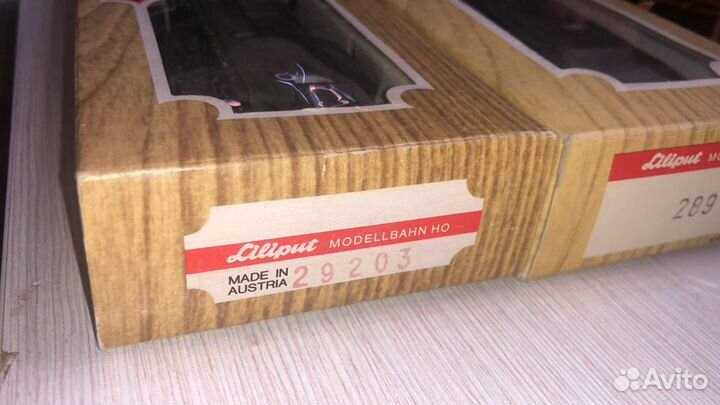 Liliput MODELLBAHN HO
MADE IN
AUSTRIA
29203
Liliput
289
Avito